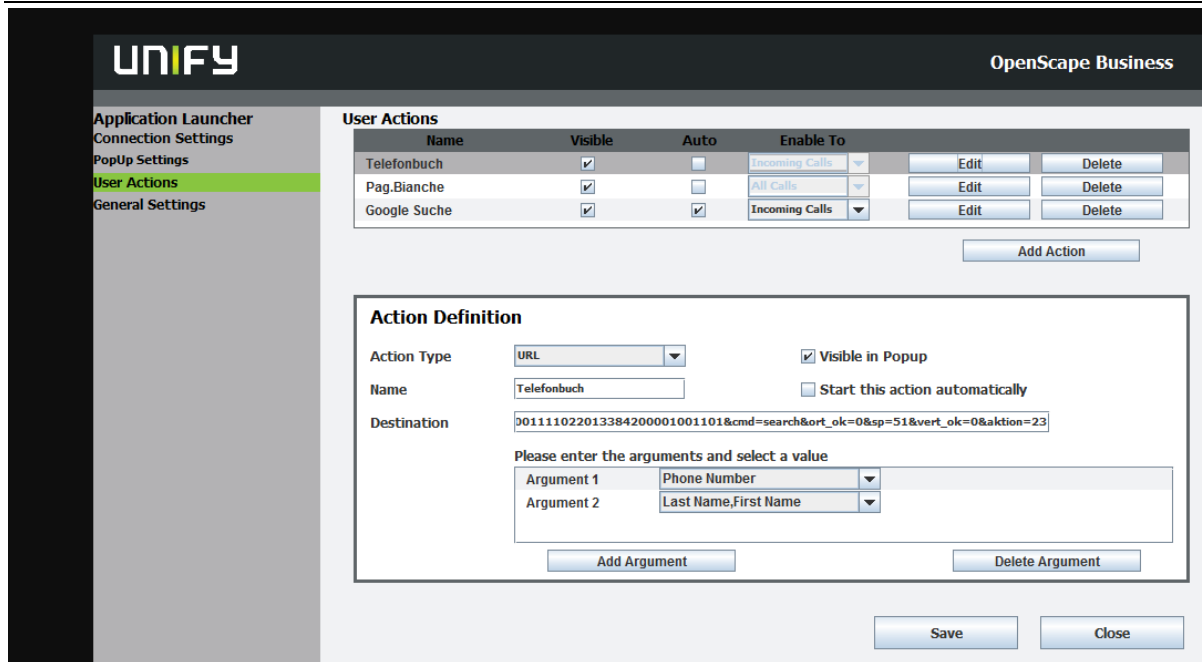 UNIFY
OpenScape Business
Application Launcher
Connection Settings
PopUp Settings
User Actions
General Settings
User Actions
Name Visible Auto Enable To
Telefonbuch Incoming Calls Edit Delete
Pag.Bianche All Calls Edit Delete
Google Suche Incoming Calls Edit Delete
Add Action
Action Definition
Action Type URL Visible in Popup
Name Telefonbuch Start this action automatically
Destination 001111022013384200001001101&cmd=search&ort_ok=0&sp=51&vert_ok=0&aktion=23
Please enter the arguments and select a value
Argument 1 Phone Number
Argument 2 Last Name,First Name
Add Argument Delete Argument
Save Close